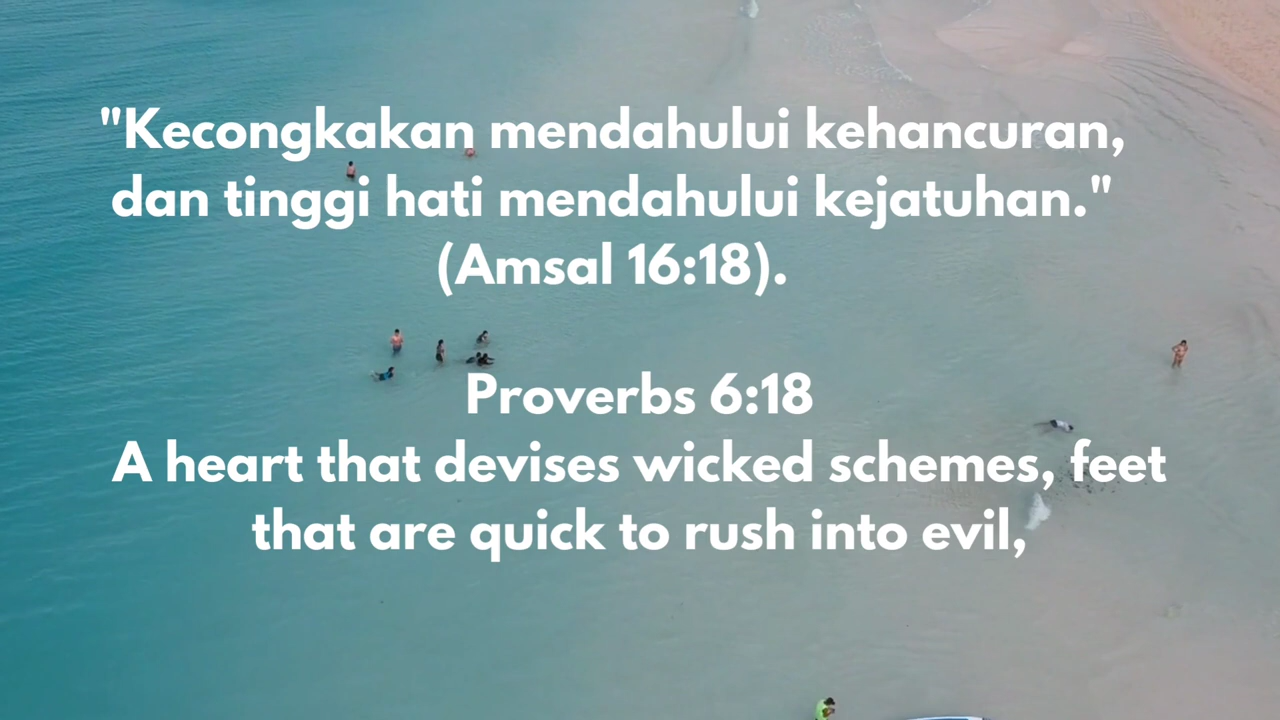 "Kecongkakan mendahului kehancuran,
dan tinggi hati mendahului kejatuhan."
(Amsal 16:18).
Proverbs 6:18
A heart that devises wicked schemes, feet
that are quick to rush into evil,